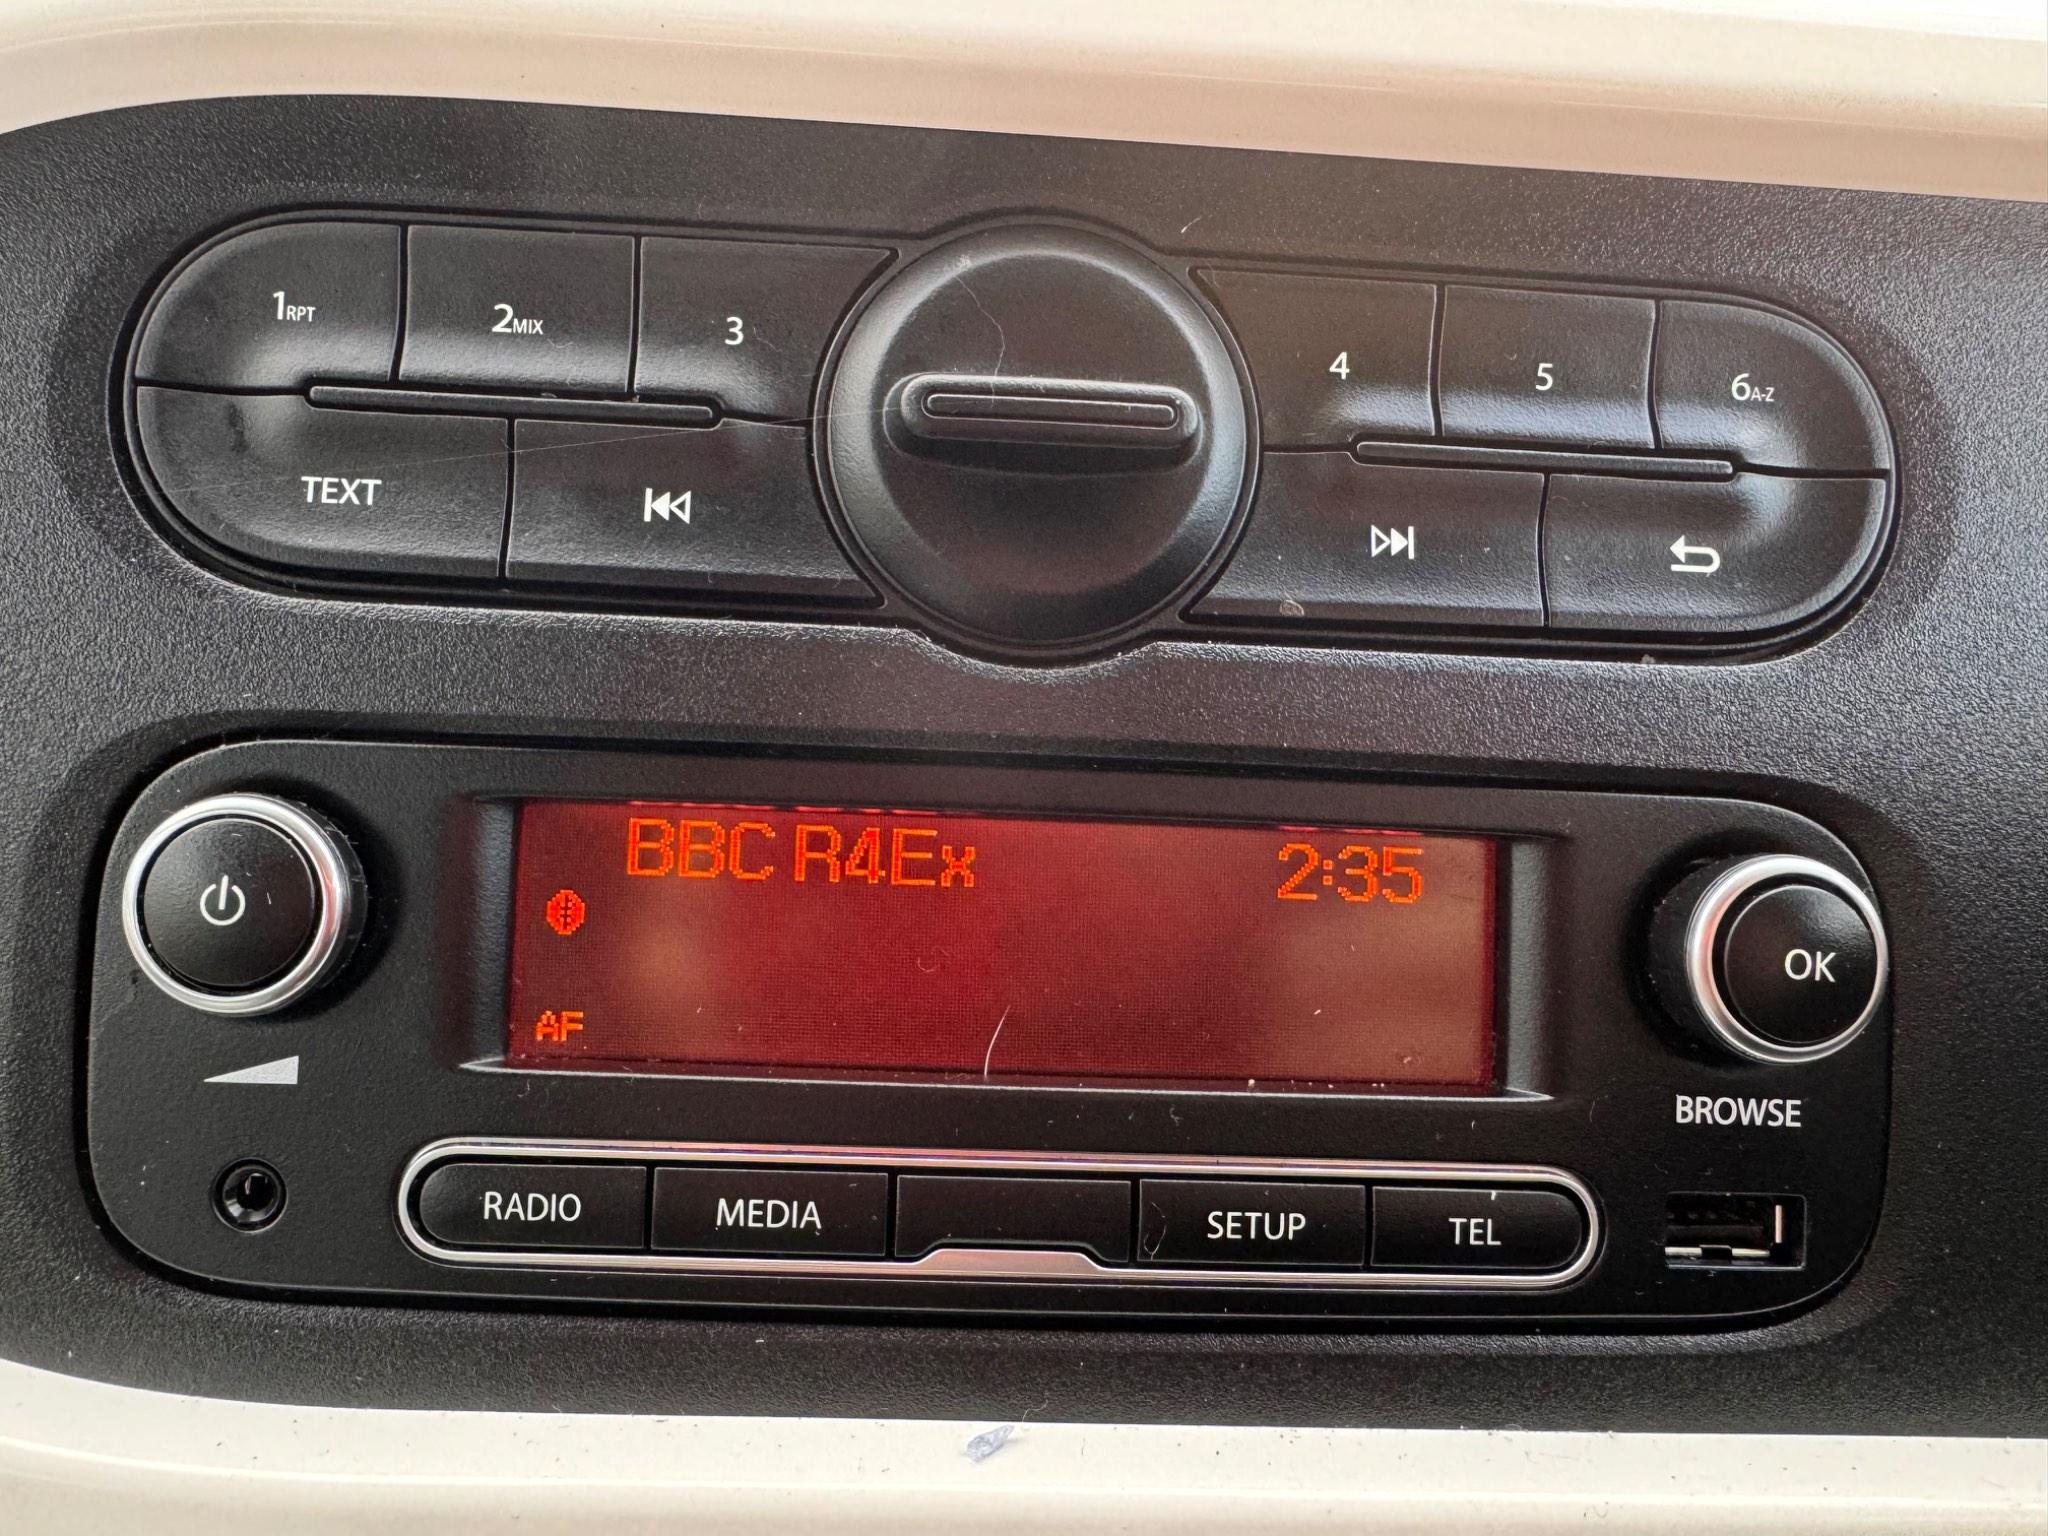 1RPT 2MIX 3 4 5 6A-Z
TEXT
BBC R4Ex 2:35
AF
OK
BROWSE
RADIO MEDIA SETUP TEL